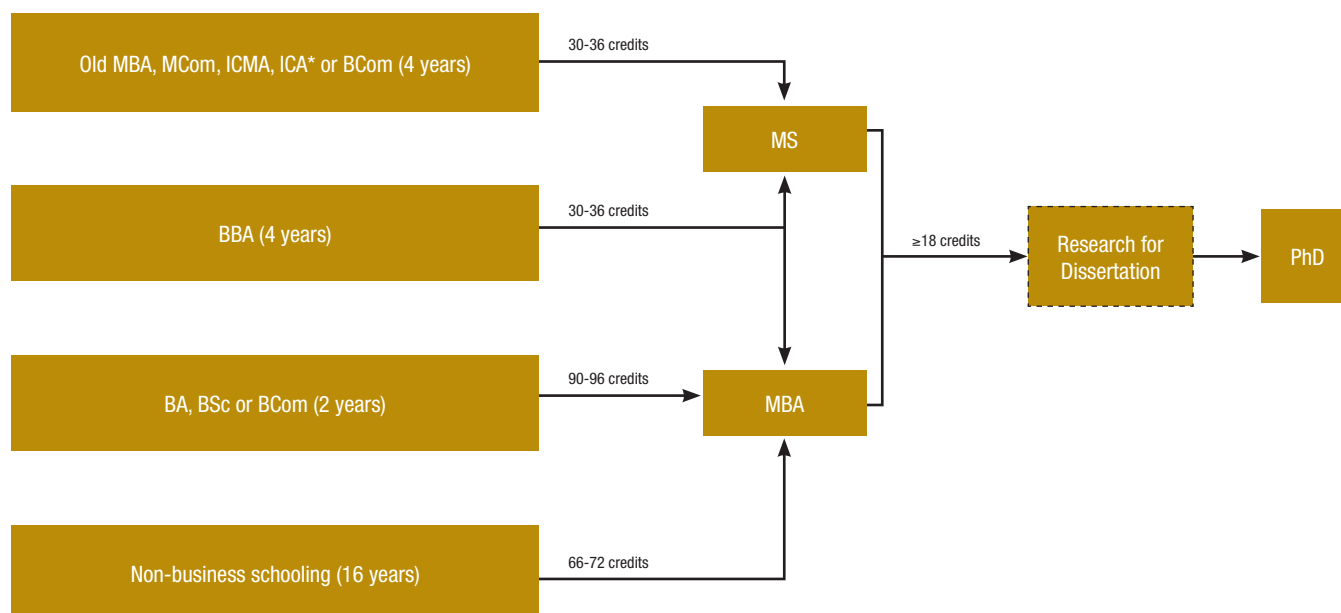 Old MBA, MCom, ICMA, ICA* or BCom (4 years)
30-36 credits
MS
BBA (4 years)
30-36 credits
≥18 credits
Research for
Dissertation
PhD
BA, BSc or BCom (2 years)
90-96 credits
MBA
Non-business schooling (16 years)
66-72 credits